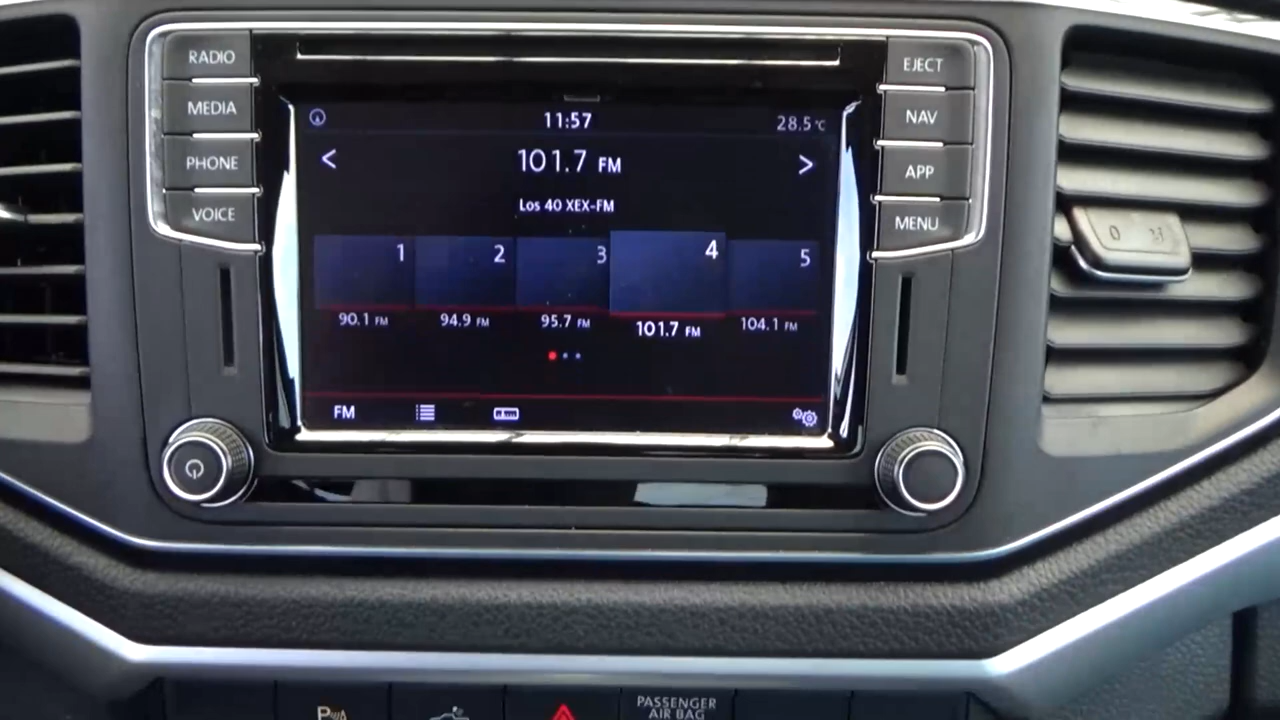 RADIO
MEDIA
PHONE
VOICE
EJECT
NAV
APP
MENU
11:57
28.5°C
< 101.7 FM >
Los 40 XEX-FM
1 2 3 4 5
90.1 FM 94.9 FM 95.7 FM 101.7 FM 104.1 FM
FM
0
P
PASSENGER
AIR BAG